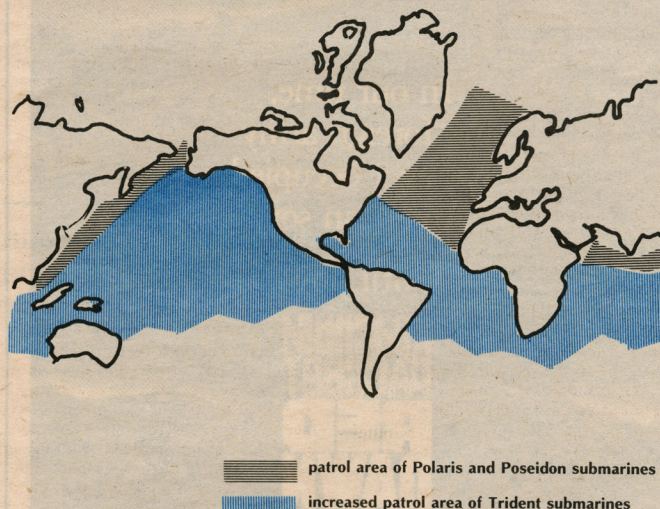 patrol area of Polaris and Poseidon submarines
increased patrol area of Trident submarines